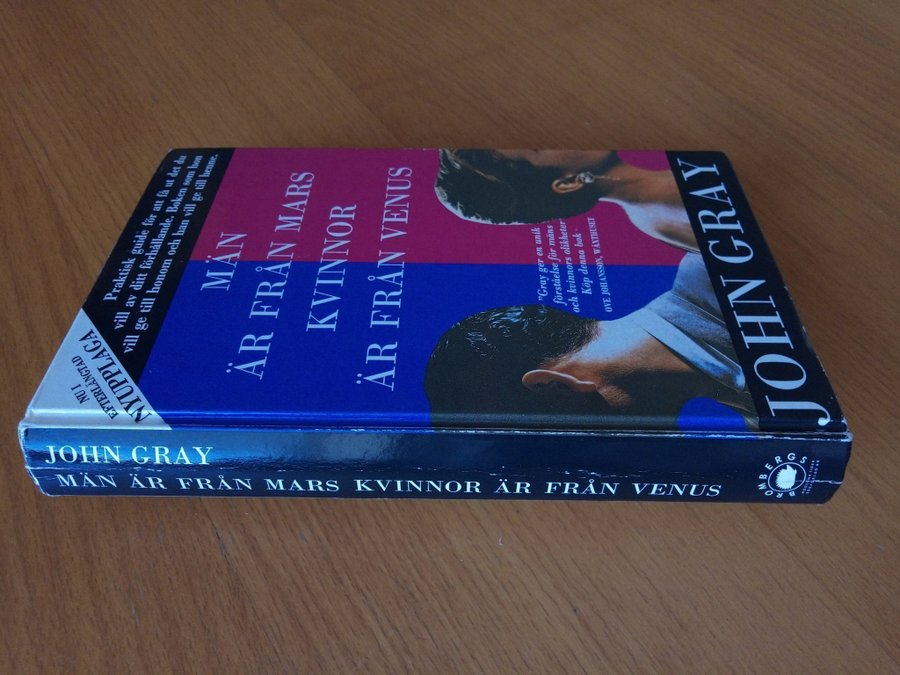 Praktisk guide för att få ut det du
vill av ditt förhållande. Boken som hon
vill ge till honom och han vill ge till henne.
NU I
EFTERLÄNGTAD
NYUPPLAGA
MÄN
ÄR FRÅN MARS
KVINNOR
ÄR FRÅN VENUS
"Gray ger en unik
förståelse för mäns
och kvinnors olikheter
Köp denna bok"
OVE JOHANSSON, WÄXTHUSET
JOHN GRAY
JOHN GRAY
MÄN ÄR FRÅN MARS KVINNOR ÄR FRÅN VENUS
BROMBERGS